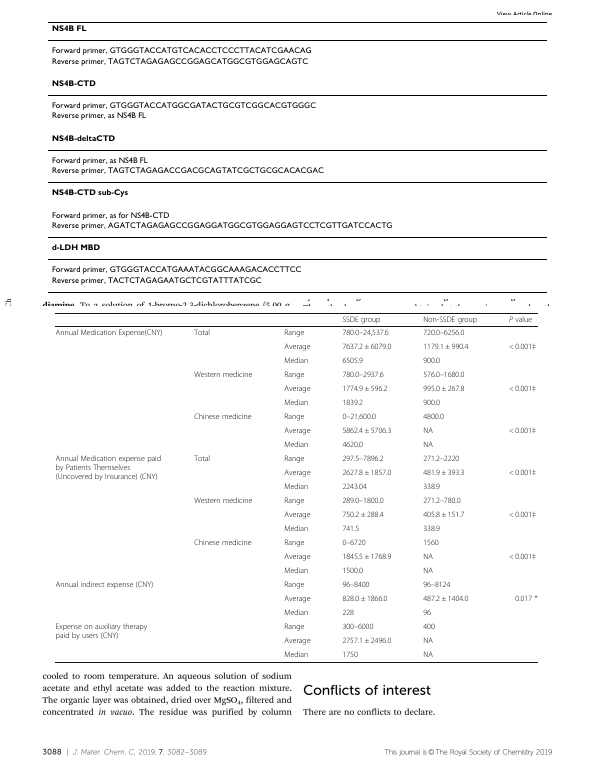 View Article Online
NS4B FL
Forward primer, GTGGGTACCATGTCACACCTCCCTTACATCGAACAG
Reverse primer, TAGTCTAGAGAGCCGGAGCATGGCGTGGAGCAGTC
NS4B-CTD
Forward primer, GTGGGTACCATGGCGATACTGCGTCGGCACGTGGGC
Reverse primer, as NS4B FL
NS4B-deltaCTD
Forward primer, as NS4B FL
Reverse primer, TAGTCTAGAGACCGACGCAGTATCGCTGCGCACACGAC
NS4B-CTD sub-Cys
Forward primer, as for NS4B-CTD
Reverse primer, AGATCTAGAGAGCCGGAGGATGGCGTGGAGGAGTCCTCGTTGATCCACTG
d-LDH MBD
Forward primer, GTGGGTACCATGAAATACGGCAAAGACACCTTCC
Reverse primer, TACTCTAGAGAATGCTCGTATTTATCGC
diamine. To a solution of 1-bromo-2,3-dichlorobenzene (5.00 g,
SSDE group Non-SSDE group P value
Annual Medication Expense(CNY) Total Range 780.0–24,537.6 720.0–6256.0
Average 7637.2 ± 6079.0 1179.1 ± 990.4 < 0.001‡
Median 6505.9 900.0
Western medicine Range 780.0–2937.6 576.0–1680.0
Average 1774.9 ± 596.2 995.0 ± 267.8 < 0.001‡
Median 1839.2 900.0
Chinese medicine Range 0–21,600.0 4800.0
Average 5862.4 ± 5706.3 NA < 0.001‡
Median 4620.0 NA
Annual Medication expense paid Total Range 297.5–7896.2 271.2–2220
by Patients Themselves Average 2627.8 ± 1857.0 481.9 ± 393.3 < 0.001‡
(Uncovered by Insurance) (CNY) Median 2243.04 338.9
Western medicine Range 289.0–1800.0 271.2–780.0
Average 750.2 ± 288.4 405.8 ± 151.7 < 0.001‡
Median 741.5 338.9
Chinese medicine Range 0–6720 1560
Average 1845.5 ± 1768.9 NA < 0.001‡
Median 1500.0 NA
Annual indirect expense (CNY) Range 96–8400 96–8124
Average 828.0 ± 1866.0 487.2 ± 1404.0 0.017 *
Median 228 96
Expense on auxiliary therapy Range 300–6000 400
paid by users (CNY) Average 2757.1 ± 2496.0 NA
Median 1750 NA
cooled to room temperature. An aqueous solution of sodium
acetate and ethyl acetate was added to the reaction mixture.
The organic layer was obtained, dried over MgSO₄, filtered and
concentrated in vacuo. The residue was purified by column
Conflicts of interest
There are no conflicts to declare.
3088 | J. Mater. Chem. C, 2019, 7, 3082–3089
This journal is © The Royal Society of Chemistry 2019